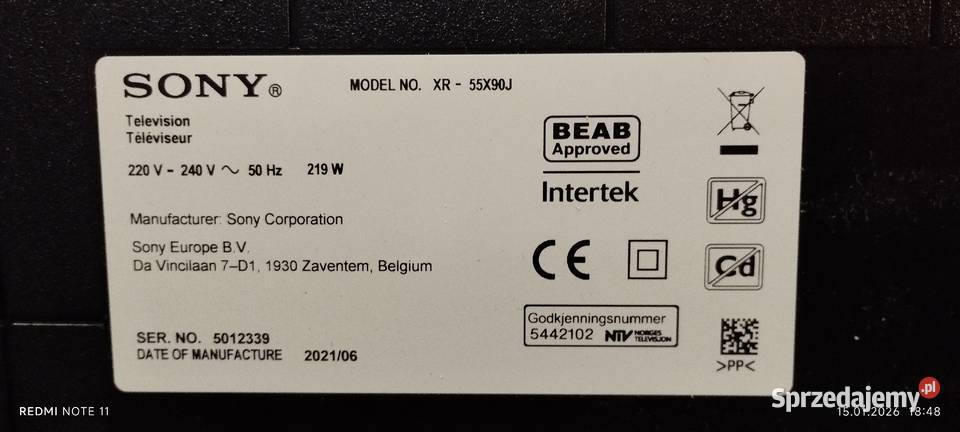 SONY®
MODEL NO. XR - 55X90J
Television
Téléviseur
220 V - 240 V ~ 50 Hz 219 W
Manufacturer: Sony Corporation
Sony Europe B.V.
Da Vincilaan 7-D1, 1930 Zaventem, Belgium
SER. NO. 5012339
DATE OF MANUFACTURE 2021/06
BEAB
Approved
Intertek
CE
Godkjenningsnummer
5442102 NTV NORGES
TELEVISJON
Hg
Cd
>PP<
REDMI NOTE 11
Sprzedajemy.pl
15.01.2026 18:48